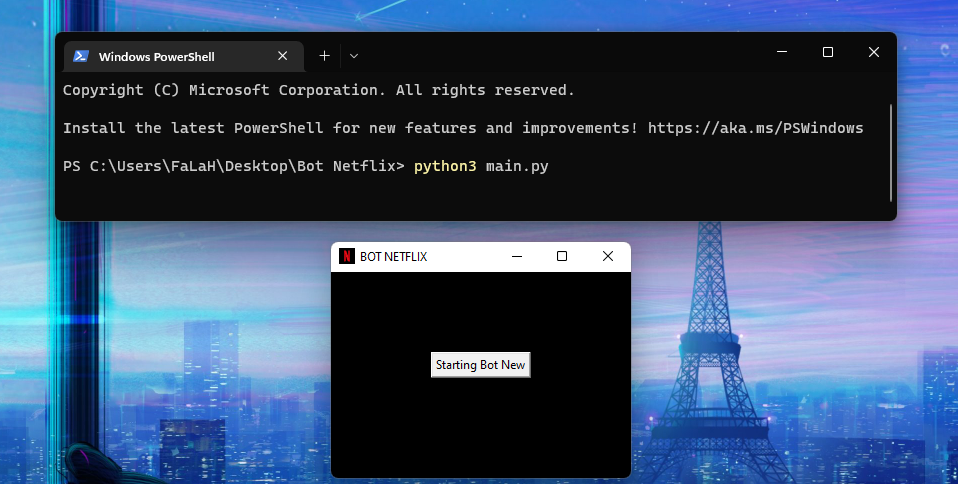 Windows PowerShell
Copyright (C) Microsoft Corporation. All rights reserved.
Install the latest PowerShell for new features and improvements! https://aka.ms/PSWindows
PS C:\Users\FaLaH\Desktop\Bot Netflix> python3 main.py
N BOT NETFLIX
Starting Bot New